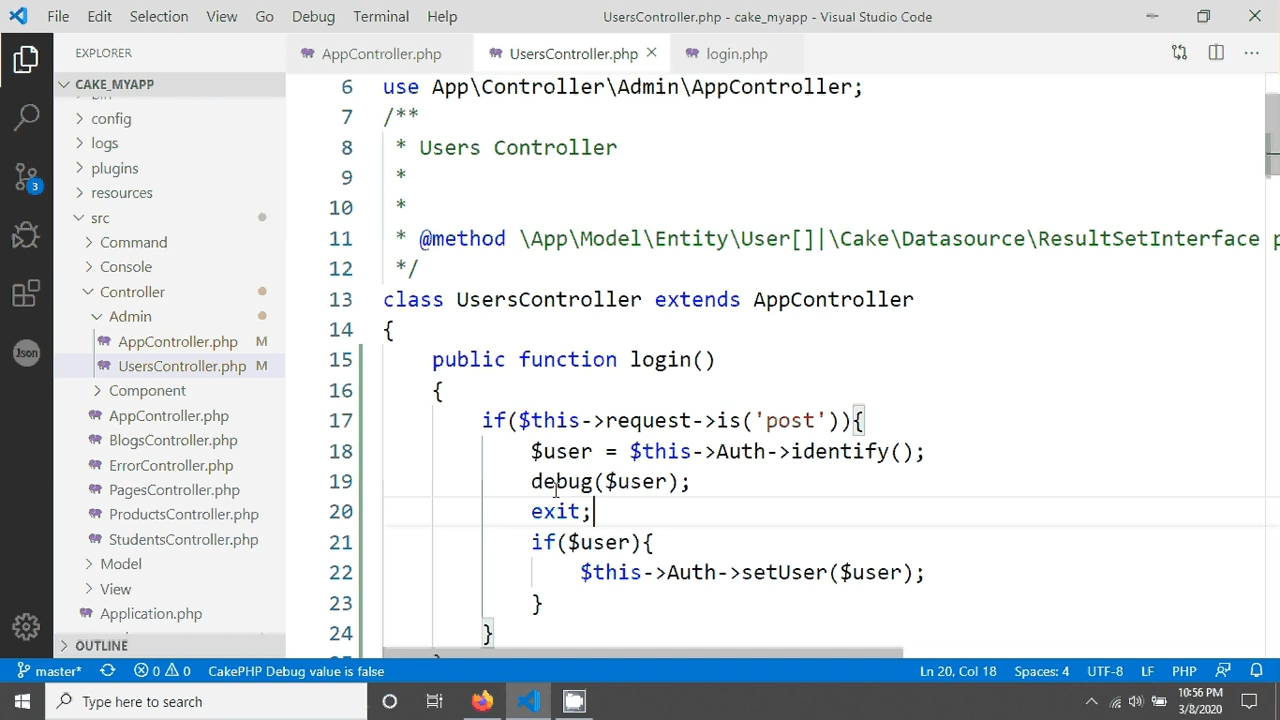 File Edit Selection View Go Debug Terminal Help UsersController.php - cake_myapp - Visual Studio Code
EXPLORER
AppController.php UsersController.php login.php
CAKE_MYAPP
bin
config
logs
plugins
resources
src
Command
Console
Controller
Admin
AppController.php M
UsersController.php M
Component
AppController.php
BlogsController.php
ErrorController.php
PagesController.php
ProductsController.php
StudentsController.php
Model
View
Application.php
OUTLINE
3
Json
6 use App\Controller\Admin\AppController;
7 /**
8 * Users Controller
9 *
10 *
11 * @method \App\Model\Entity\User[]|\Cake\Datasource\ResultSetInterface p
12 */
13 class UsersController extends AppController
14 {
15 public function login()
16 {
17 if($this->request->is('post')){
18 $user = $this->Auth->identify();
19 debug($user);
20 exit;
21 if($user){
22 $this->Auth->setUser($user);
23 }
24 }
master* 0 0 CakePHP Debug value is false Ln 20, Col 18 Spaces: 4 UTF-8 LF PHP
Type here to search
10:56 PM
3/8/2020